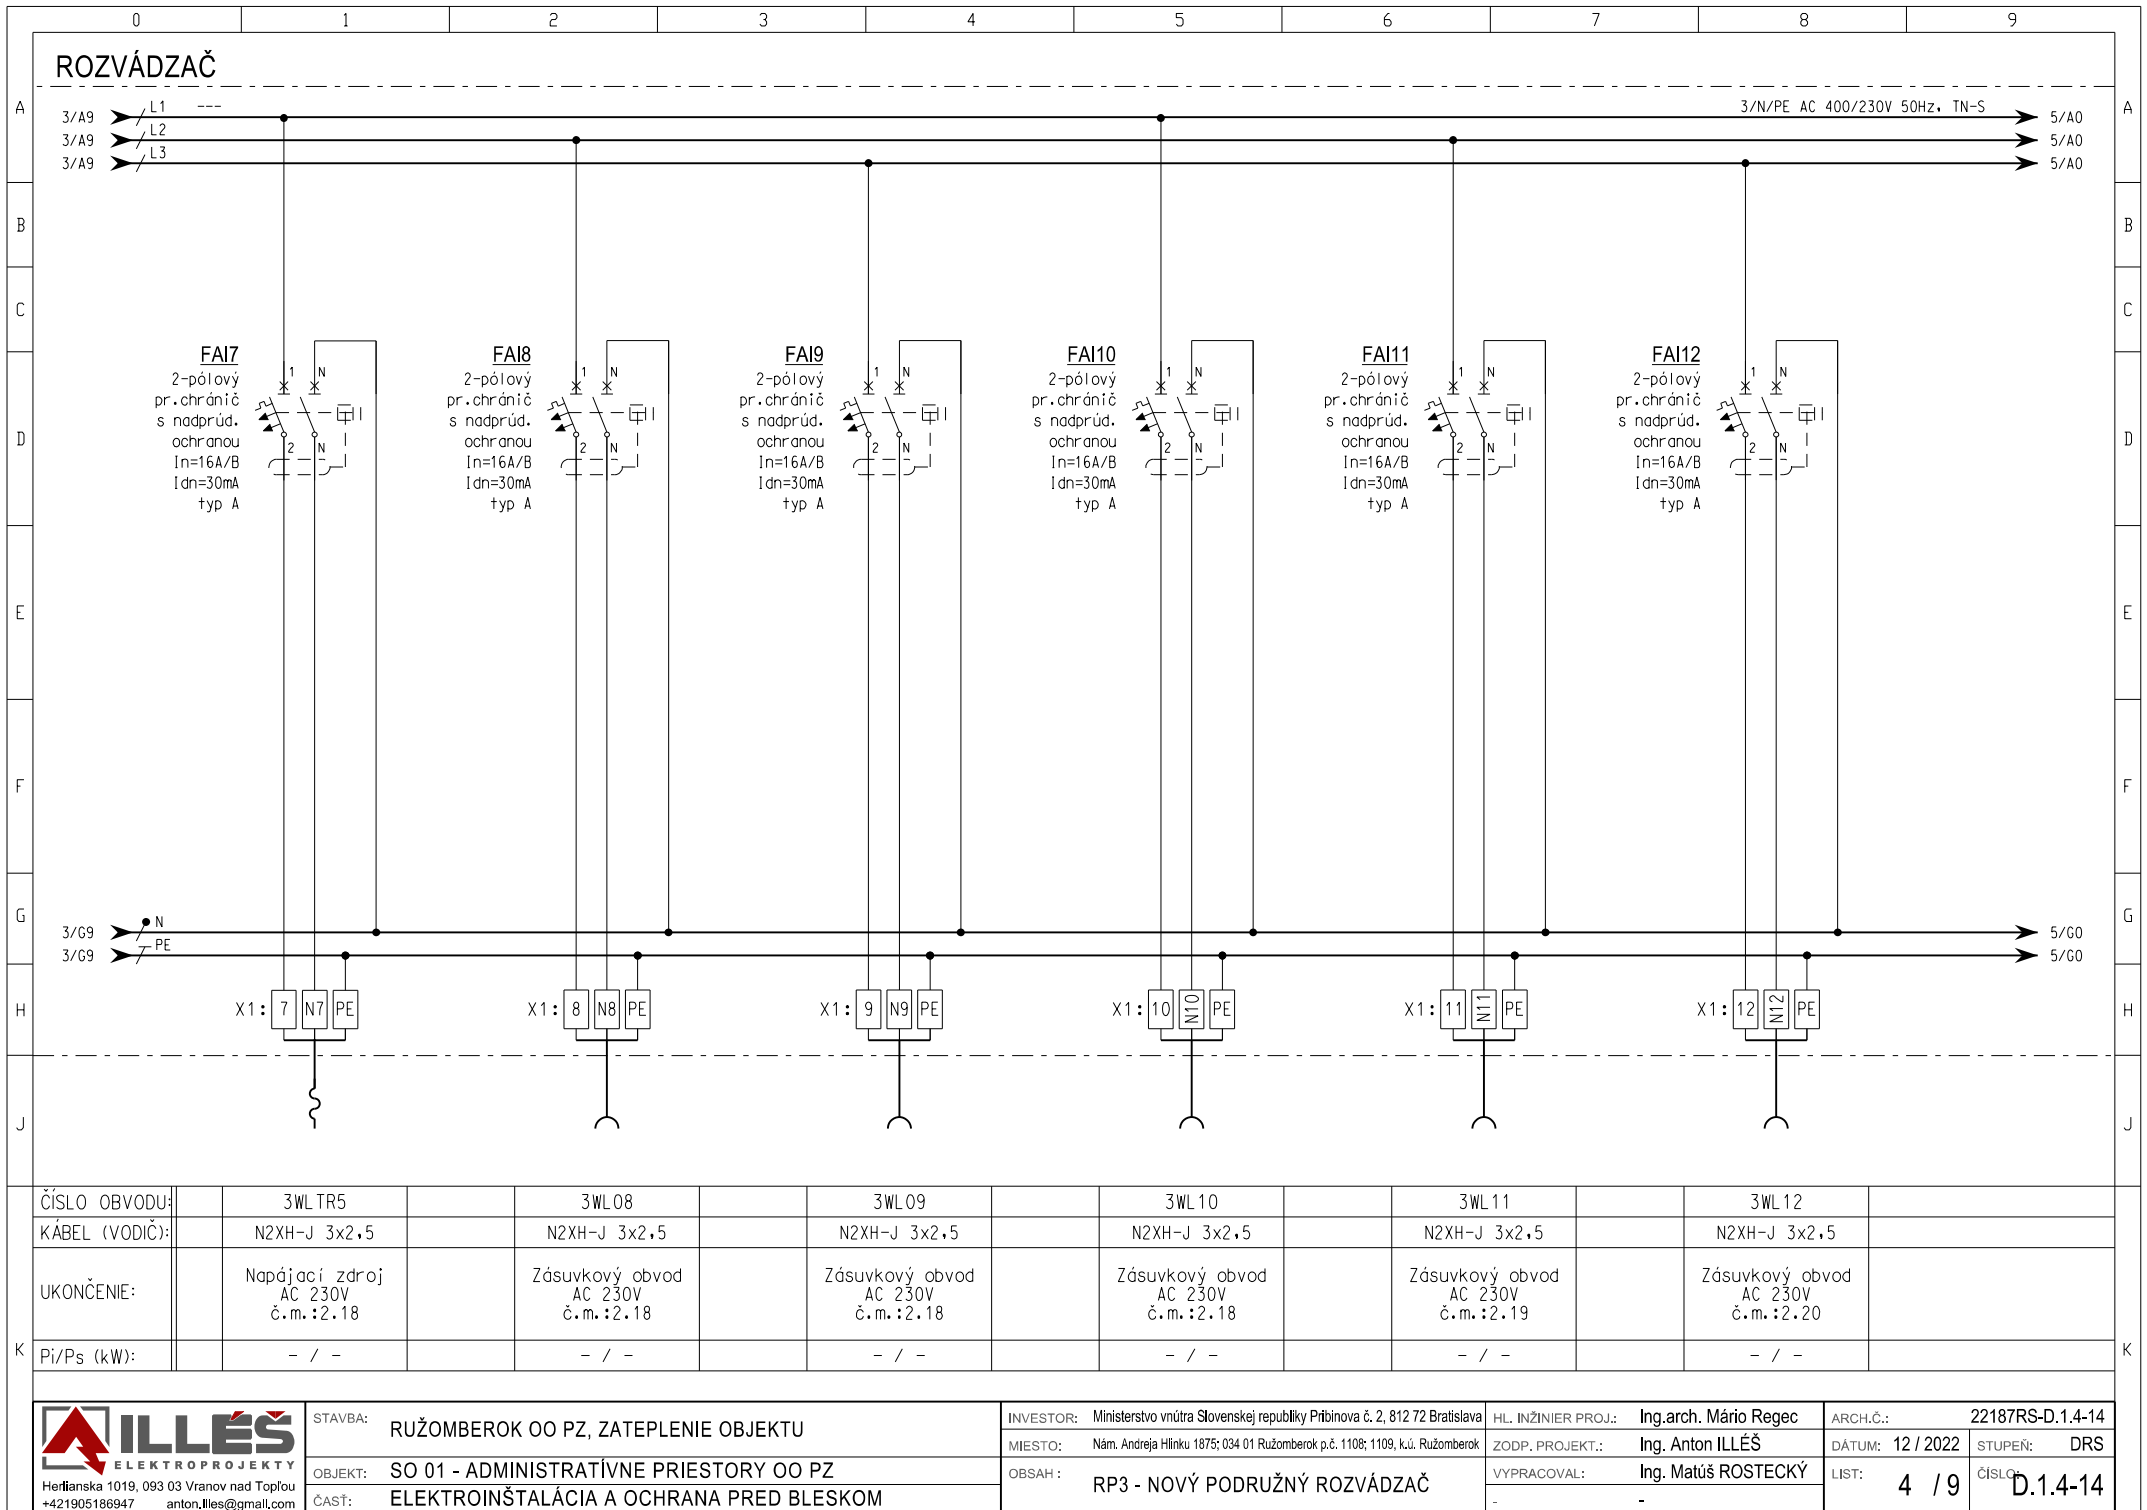 0 1 2 3 4 5 6 7 8 9
ROZVÁDZAČ
A A
3/A9 L1 --- 3/N/PE AC 400/230V 50Hz, TN-S 5/A0
3/A9 L2 5/A0
3/A9 L3 5/A0
B B
C C
D D
E E
F F
G G
H H
J J
K K
FAI7
2-pólový
pr.chránič
s nadprúd.
ochranou
In=16A/B
Idn=30mA
typ A
1 N
2 N
FAI8
2-pólový
pr.chránič
s nadprúd.
ochranou
In=16A/B
Idn=30mA
typ A
1 N
2 N
FAI9
2-pólový
pr.chránič
s nadprúd.
ochranou
In=16A/B
Idn=30mA
typ A
1 N
2 N
FAI10
2-pólový
pr.chránič
s nadprúd.
ochranou
In=16A/B
Idn=30mA
typ A
1 N
2 N
FAI11
2-pólový
pr.chránič
s nadprúd.
ochranou
In=16A/B
Idn=30mA
typ A
1 N
2 N
FAI12
2-pólový
pr.chránič
s nadprúd.
ochranou
In=16A/B
Idn=30mA
typ A
1 N
2 N
3/G9 N 5/G0
3/G9 PE 5/G0
X1: 7 N7 PE X1: 8 N8 PE X1: 9 N9 PE X1: 10 N10 PE X1: 11 N11 PE X1: 12 N12 PE
ČÍSLO OBVODU: 3WLTR5 3WL08 3WL09 3WL10 3WL11 3WL12
KÁBEL (VODIČ): N2XH-J 3x2,5 N2XH-J 3x2,5 N2XH-J 3x2,5 N2XH-J 3x2,5 N2XH-J 3x2,5 N2XH-J 3x2,5
UKONČENIE:
Napájací zdroj Zásuvkový obvod Zásuvkový obvod Zásuvkový obvod Zásuvkový obvod Zásuvkový obvod
AC 230V AC 230V AC 230V AC 230V AC 230V AC 230V
č.m.:2.18 č.m.:2.18 č.m.:2.18 č.m.:2.18 č.m.:2.19 č.m.:2.20
Pi/Ps (kW): - / - - / - - / - - / - - / - - / -
ILLÉŠ
ELEKTROPROJEKTY
Herlianska 1019, 093 03 Vranov nad Topľou
+421905186947 anton.illes@gmail.com
STAVBA: RUŽOMBEROK OO PZ, ZATEPLENIE OBJEKTU
OBJEKT: SO 01 - ADMINISTRATÍVNE PRIESTORY OO PZ
ČASŤ: ELEKTROINŠTALÁCIA A OCHRANA PRED BLESKOM
INVESTOR: Ministerstvo vnútra Slovenskej republiky Pribinova č. 2, 812 72 Bratislava
MIESTO: Nám. Andreja Hlinku 1875; 034 01 Ružomberok p.č. 1108; 1109, k.ú. Ružomberok
OBSAH : RP3 - NOVÝ PODRUŽNÝ ROZVÁDZAČ
HL. INŽINIER PROJ.: Ing.arch. Mário Regec
ZODP. PROJEKT.: Ing. Anton ILLÉŠ
VYPRACOVAL: Ing. Matúš ROSTECKÝ
- -
ARCH.Č.: 22187RS-D.1.4-14
DÁTUM: 12 / 2022 STUPEŇ: DRS
LIST: 4 / 9 ČÍSLO: D.1.4-14